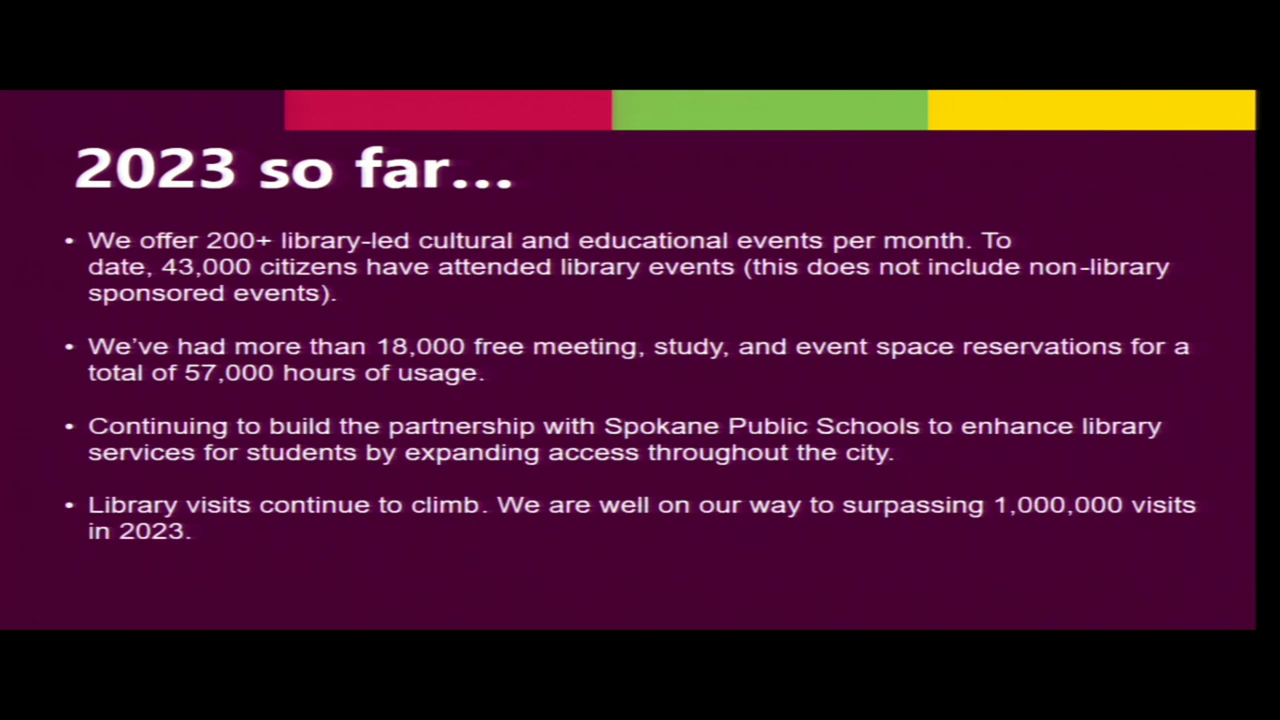 2023 so far...
• We offer 200+ library-led cultural and educational events per month. To
date, 43,000 citizens have attended library events (this does not include non-library
sponsored events).
• We’ve had more than 18,000 free meeting, study, and event space reservations for a
total of 57,000 hours of usage.
• Continuing to build the partnership with Spokane Public Schools to enhance library
services for students by expanding access throughout the city.
• Library visits continue to climb. We are well on our way to surpassing 1,000,000 visits
in 2023.